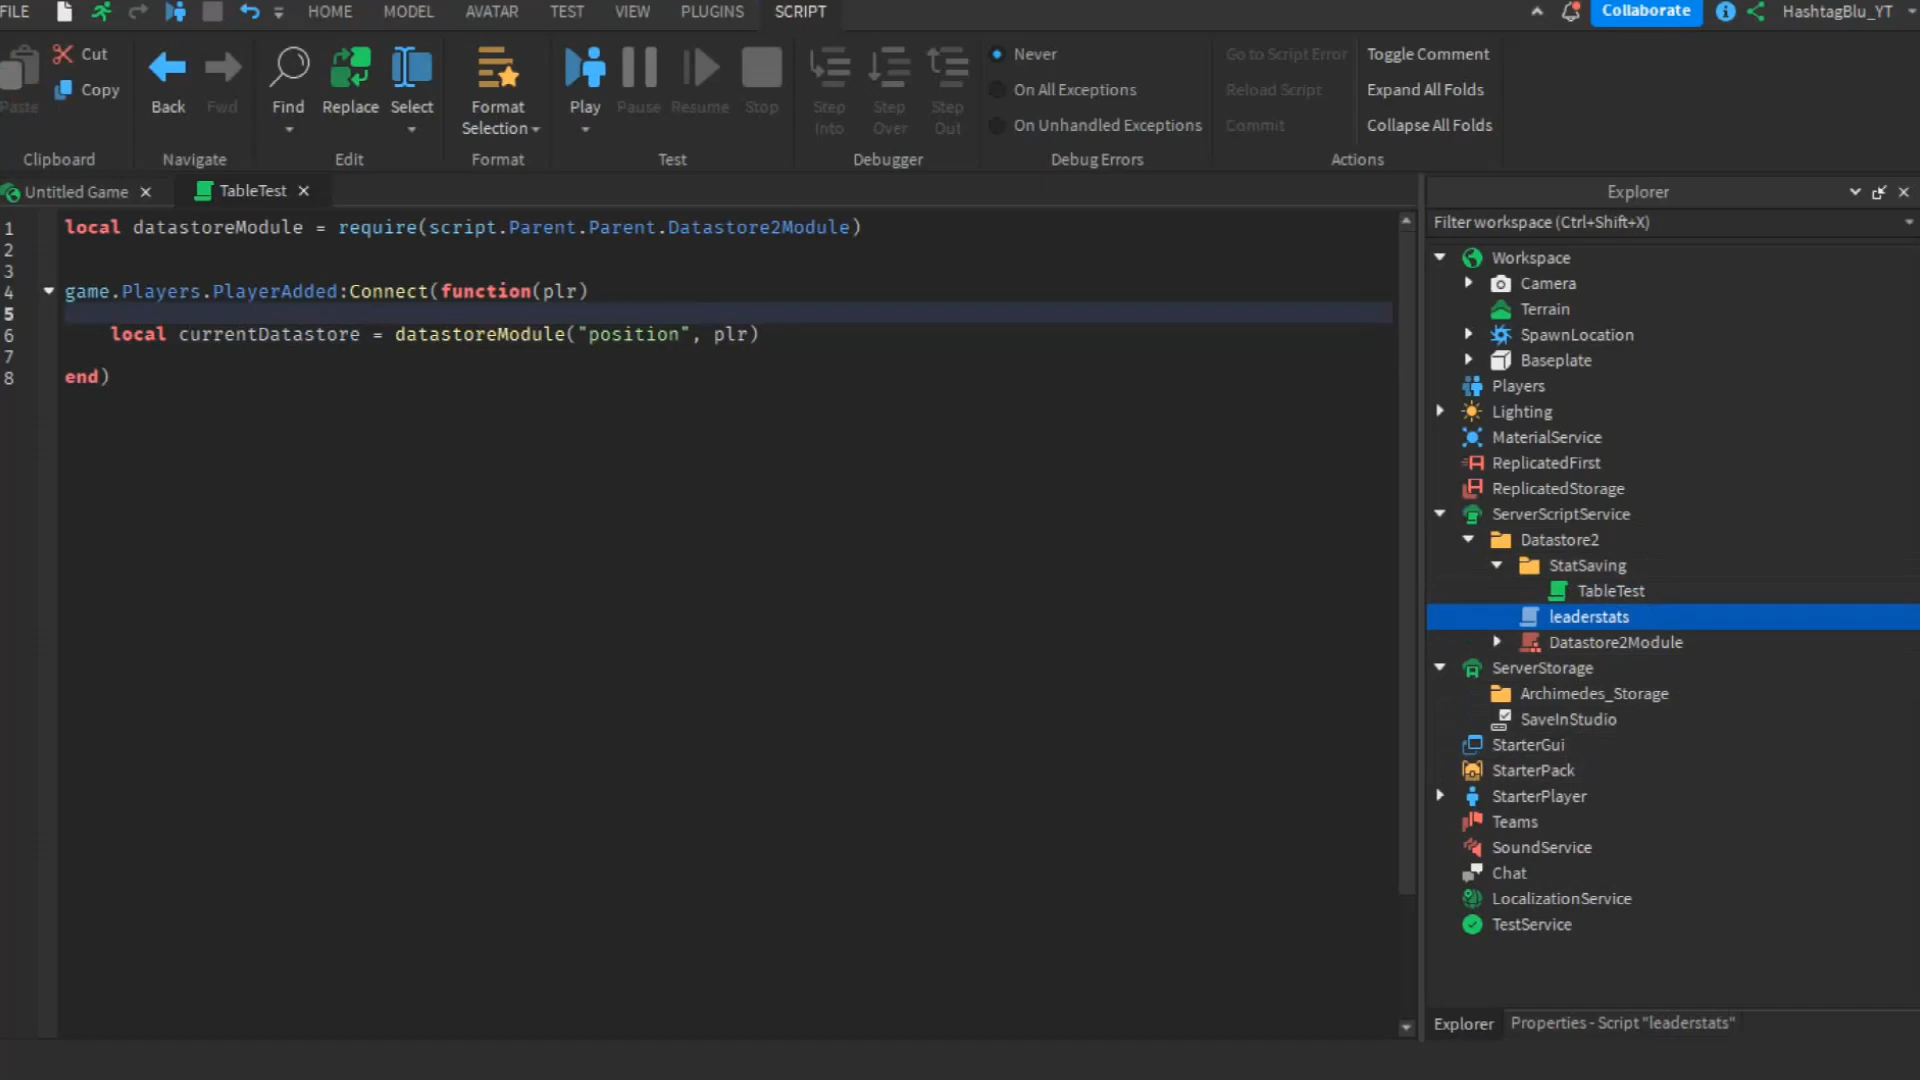 FILE HOME MODEL AVATAR TEST VIEW PLUGINS SCRIPT Collaborate HashtagBlu_YT
Paste Cut Copy
Clipboard
Back Fwd
Navigate
Find Replace Select
Edit
Format Selection
Format
Play Pause Resume Stop
Test
Step Into Step Over Step Out
Debugger
Never
On All Exceptions
On Unhandled Exceptions
Debug Errors
Go to Script Error
Reload Script
Commit
Toggle Comment
Expand All Folds
Collapse All Folds
Actions
Untitled Game TableTest
1 local datastoreModule = require(script.Parent.Parent.Datastore2Module)
2
3
4 game.Players.PlayerAdded:Connect(function(plr)
5
6 local currentDatastore = datastoreModule("position", plr)
7
8 end)
Explorer
Filter workspace (Ctrl+Shift+X)
Workspace
Camera
Terrain
SpawnLocation
Baseplate
Players
Lighting
MaterialService
ReplicatedFirst
ReplicatedStorage
ServerScriptService
Datastore2
StatSaving
TableTest
leaderstats
Datastore2Module
ServerStorage
Archimedes_Storage
SaveInStudio
StarterGui
StarterPack
StarterPlayer
Teams
SoundService
Chat
LocalizationService
TestService
Explorer Properties - Script "leaderstats"